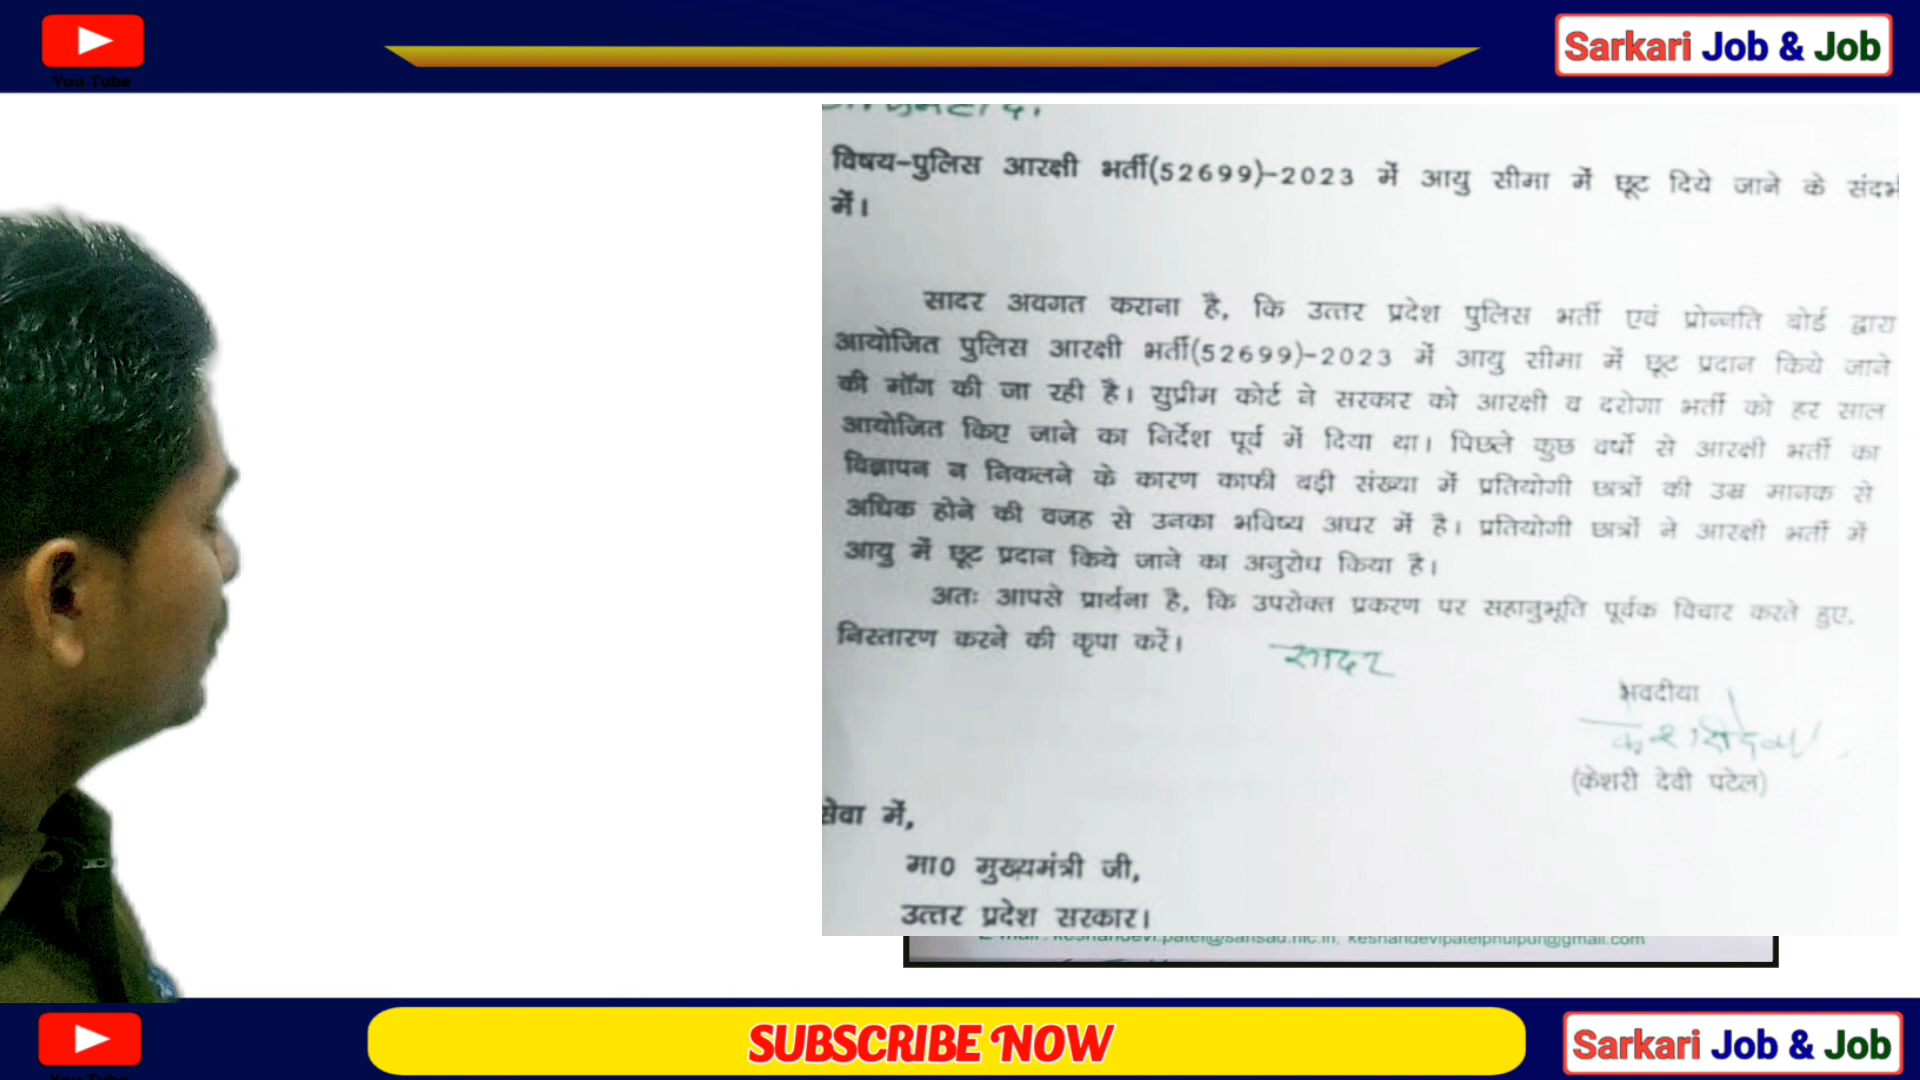 You Tube
Sarkari Job & Job
विषय-पुलिस आरक्षी भर्ती(52699)-2023 में आयु सीमा में छूट दिये जाने के संदर्भ
में।
सादर अवगत कराना है, कि उत्तर प्रदेश पुलिस भर्ती एवं प्रोन्नति बोर्ड द्वारा
आयोजित पुलिस आरक्षी भर्ती(52699)-2023 में आयु सीमा में छूट प्रदान किये जाने
की मॉंग की जा रही है। सुप्रीम कोर्ट ने सरकार को आरक्षी व दरोगा भर्ती को हर साल
आयोजित किए जाने का निर्देश पूर्व में दिया था। पिछले कुछ वर्षो से आरक्षी भर्ती का
विज्ञापन न निकलने के कारण काफी बड़ी संख्या में प्रतियोगी छात्रों की उम्र मानक से
अधिक होने की वजह से उनका भविष्य अधर में है। प्रतियोगी छात्रों ने आरक्षी भर्ती में
आयु में छूट प्रदान किये जाने का अनुरोध किया है।
अतः आपसे प्रार्थना है, कि उपरोक्त प्रकरण पर सहानुभूति पूर्वक विचार करते हुए,
निस्तारण करने की कृपा करें।
सादर
भवदीया
(केशरी देवी पटेल)
सेवा में,
मा0 मुख्यमंत्री जी,
उत्तर प्रदेश सरकार।
SUBSCRIBE NOW
Sarkari Job & Job